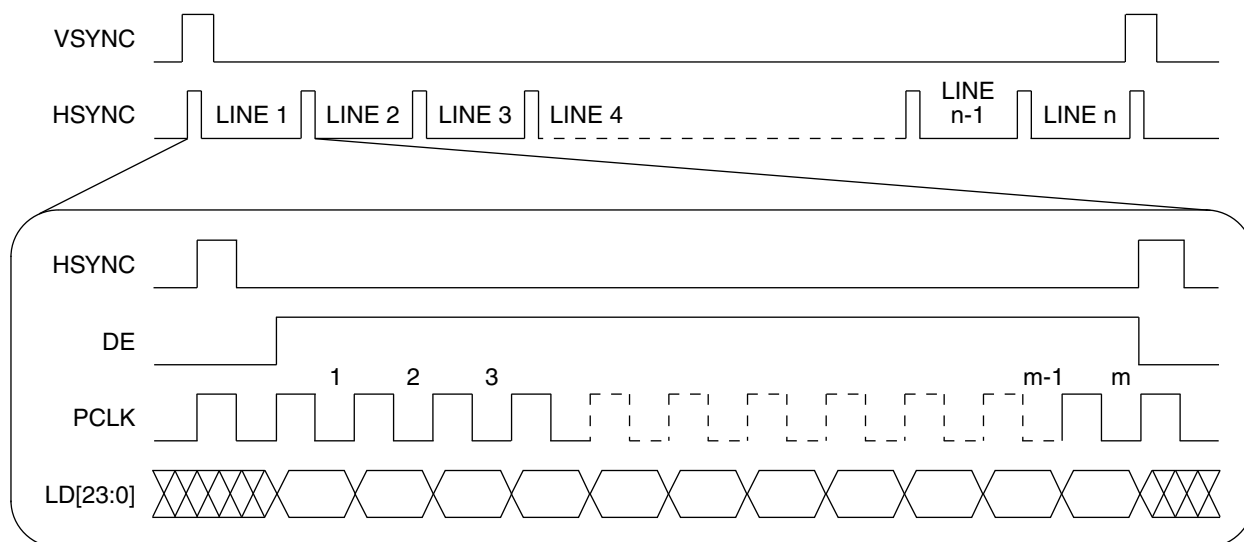 VSYNC
HSYNC LINE 1 LINE 2 LINE 3 LINE 4 LINE n-1 LINE n
HSYNC
DE
1 2 3 m-1 m
PCLK
LD[23:0]